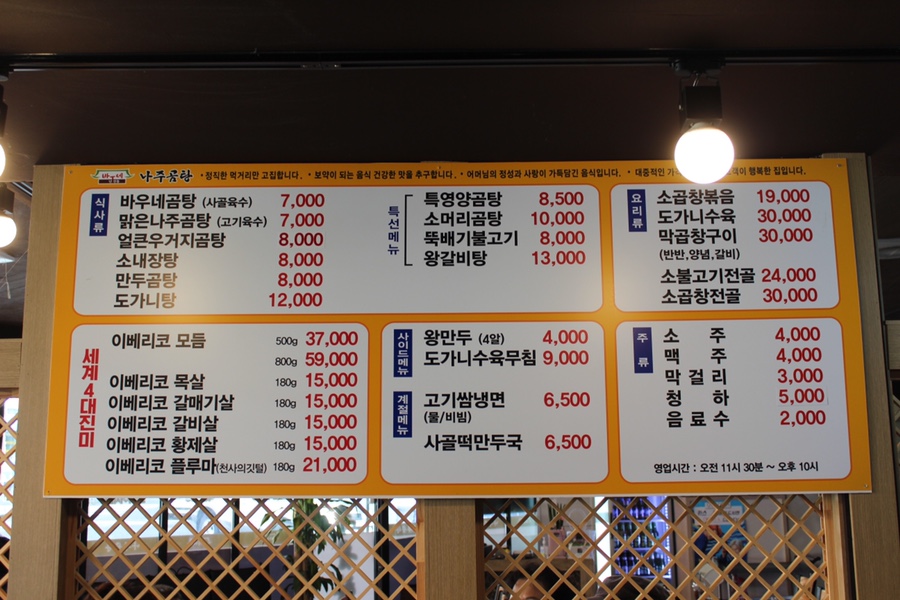 바우네 나주곰탕 • 정직한 먹거리만 고집합니다. • 보약이 되는 음식 건강한 맛을 추구합니다. • 어머님의 정성과 사랑이 가득담긴 음식입니다. • 대중적인 행복한 집입니다.
식사류
바우네곰탕 (사골육수) 7,000
맑은나주곰탕 (고기육수) 7,000
얼큰우거지곰탕 8,000
소내장탕 8,000
만두곰탕 8,000
도가니탕 12,000
특선메뉴
특영양곰탕 8,500
소머리곰탕 10,000
뚝배기불고기 8,000
왕갈비탕 13,000
요리류
소곱창볶음 19,000
도가니수육 30,000
막곱창구이 30,000
(반반,양념,갈비)
소불고기전골 24,000
소곱창전골 30,000
세계 4대진미
이베리코 모듬 500g 37,000
800g 59,000
이베리코 목살 180g 15,000
이베리코 갈매기살 180g 15,000
이베리코 갈비살 180g 15,000
이베리코 황제살 180g 15,000
이베리코 플루마(천사의깃털) 180g 21,000
사이드메뉴
왕만두 (4알) 4,000
도가니수육무침 9,000
계절메뉴
고기쌈냉면 6,500
(물/비빔)
사골떡만두국 6,500
주류
소주 4,000
맥주 4,000
막걸리 3,000
청하 5,000
음료수 2,000
영업시간 : 오전 11시 30분 ~ 오후 10시